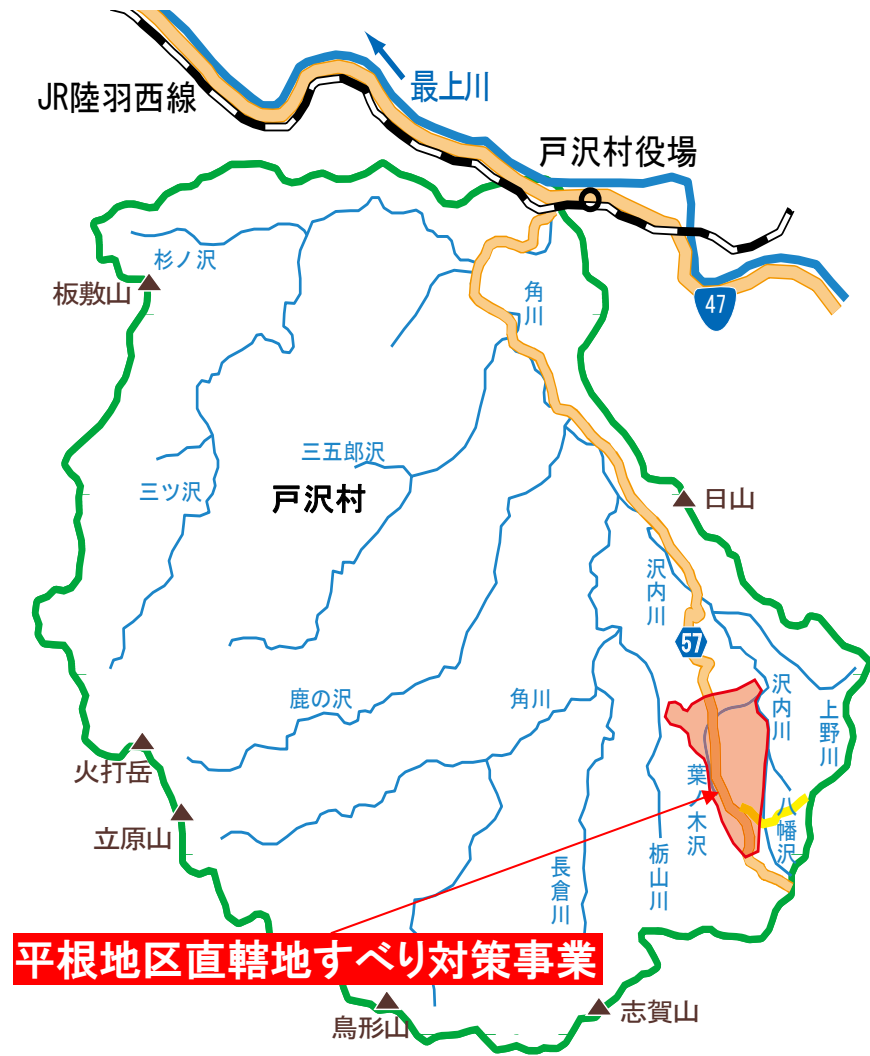 JR陸羽西線
最上川
戸沢村役場
杉ノ沢
板敷山
角川
47
三五郎沢
三ツ沢
戸沢村
日山
沢内川
57
鹿の沢
角川
沢内川
上野川
火打岳
葉ノ木沢
八幡沢
立原山
栃山川
長倉川
平根地区直轄地すべり対策事業
鳥形山
志賀山